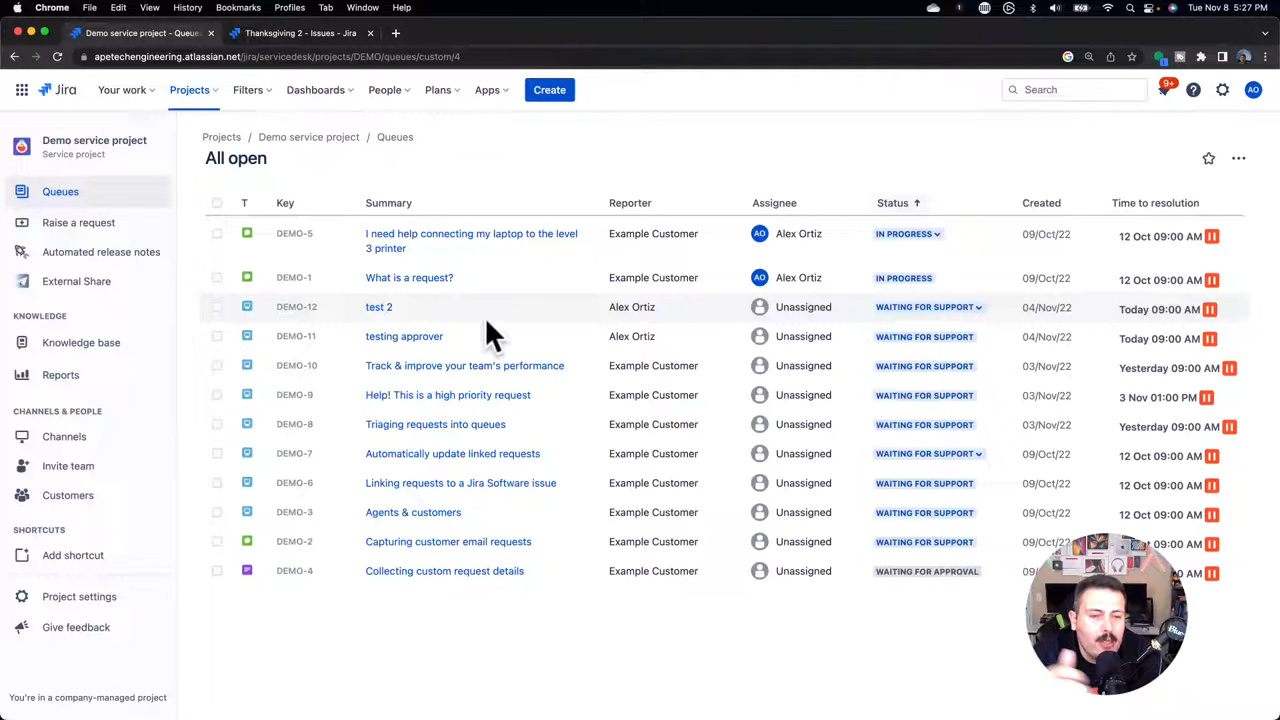 Chrome File Edit View History Bookmarks Profiles Tab Window Help Tue Nov 8 5:27 PM
Demo service project - Queue Thanksgiving 2 - Issues - Jira
apetechengineering.atlassian.net/jira/servicedesk/projects/DEMO/queues/custom/4
Jira Your work Projects Filters Dashboards People Plans Apps Create Search 9+ AO
Demo service project
Service project
Queues
Raise a request
Automated release notes
External Share
KNOWLEDGE
Knowledge base
Reports
CHANNELS & PEOPLE
Channels
Invite team
Customers
SHORTCUTS
Add shortcut
Project settings
Give feedback
You're in a company-managed project
Projects / Demo service project / Queues
All open
T Key Summary Reporter Assignee Status Created Time to resolution
DEMO-5 I need help connecting my laptop to the level 3 printer Example Customer AO Alex Ortiz IN PROGRESS 09/Oct/22 12 Oct 09:00 AM
DEMO-1 What is a request? Example Customer AO Alex Ortiz IN PROGRESS 09/Oct/22 12 Oct 09:00 AM
DEMO-12 test 2 Alex Ortiz Unassigned WAITING FOR SUPPORT 04/Nov/22 Today 09:00 AM
DEMO-11 testing approver Alex Ortiz Unassigned WAITING FOR SUPPORT 04/Nov/22 Today 09:00 AM
DEMO-10 Track & improve your team's performance Example Customer Unassigned WAITING FOR SUPPORT 03/Nov/22 Yesterday 09:00 AM
DEMO-9 Help! This is a high priority request Example Customer Unassigned WAITING FOR SUPPORT 03/Nov/22 3 Nov 01:00 PM
DEMO-8 Triaging requests into queues Example Customer Unassigned WAITING FOR SUPPORT 03/Nov/22 Yesterday 09:00 AM
DEMO-7 Automatically update linked requests Example Customer Unassigned WAITING FOR SUPPORT 09/Oct/22 12 Oct 09:00 AM
DEMO-6 Linking requests to a Jira Software issue Example Customer Unassigned WAITING FOR SUPPORT 09/Oct/22 12 Oct 09:00 AM
DEMO-3 Agents & customers Example Customer Unassigned WAITING FOR SUPPORT 09/Oct/22 12 Oct 09:00 AM
DEMO-2 Capturing customer email requests Example Customer Unassigned WAITING FOR SUPPORT 09/Oct/22 12 Oct 09:00 AM
DEMO-4 Collecting custom request details Example Customer Unassigned WAITING FOR APPROVAL AM
Blue